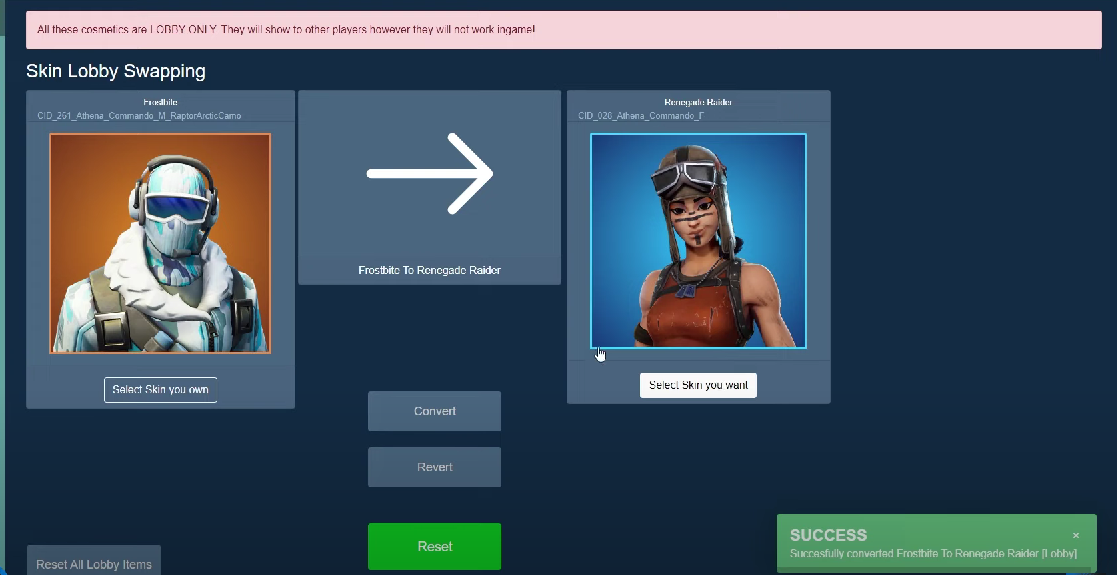 All these cosmetics are LOBBY ONLY. They will show to other players however they will not work ingame!
Skin Lobby Swapping
Frostbite
CID_261_Athena_Commando_M_RaptorArcticCamo
Select Skin you own
Frostbite To Renegade Raider
Renegade Raider
CID_028_Athena_Commando_F
Select Skin you want
Convert
Revert
Reset
Reset All Lobby Items
SUCCESS
×
Succesfully converted Frostbite To Renegade Raider [Lobby]